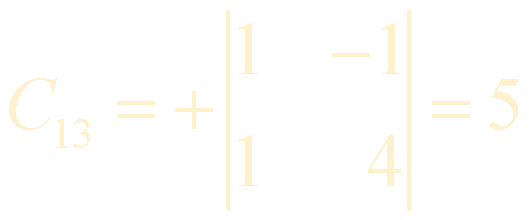 C₁₃ = + | 1 −1 |
| 1 4 | = 5